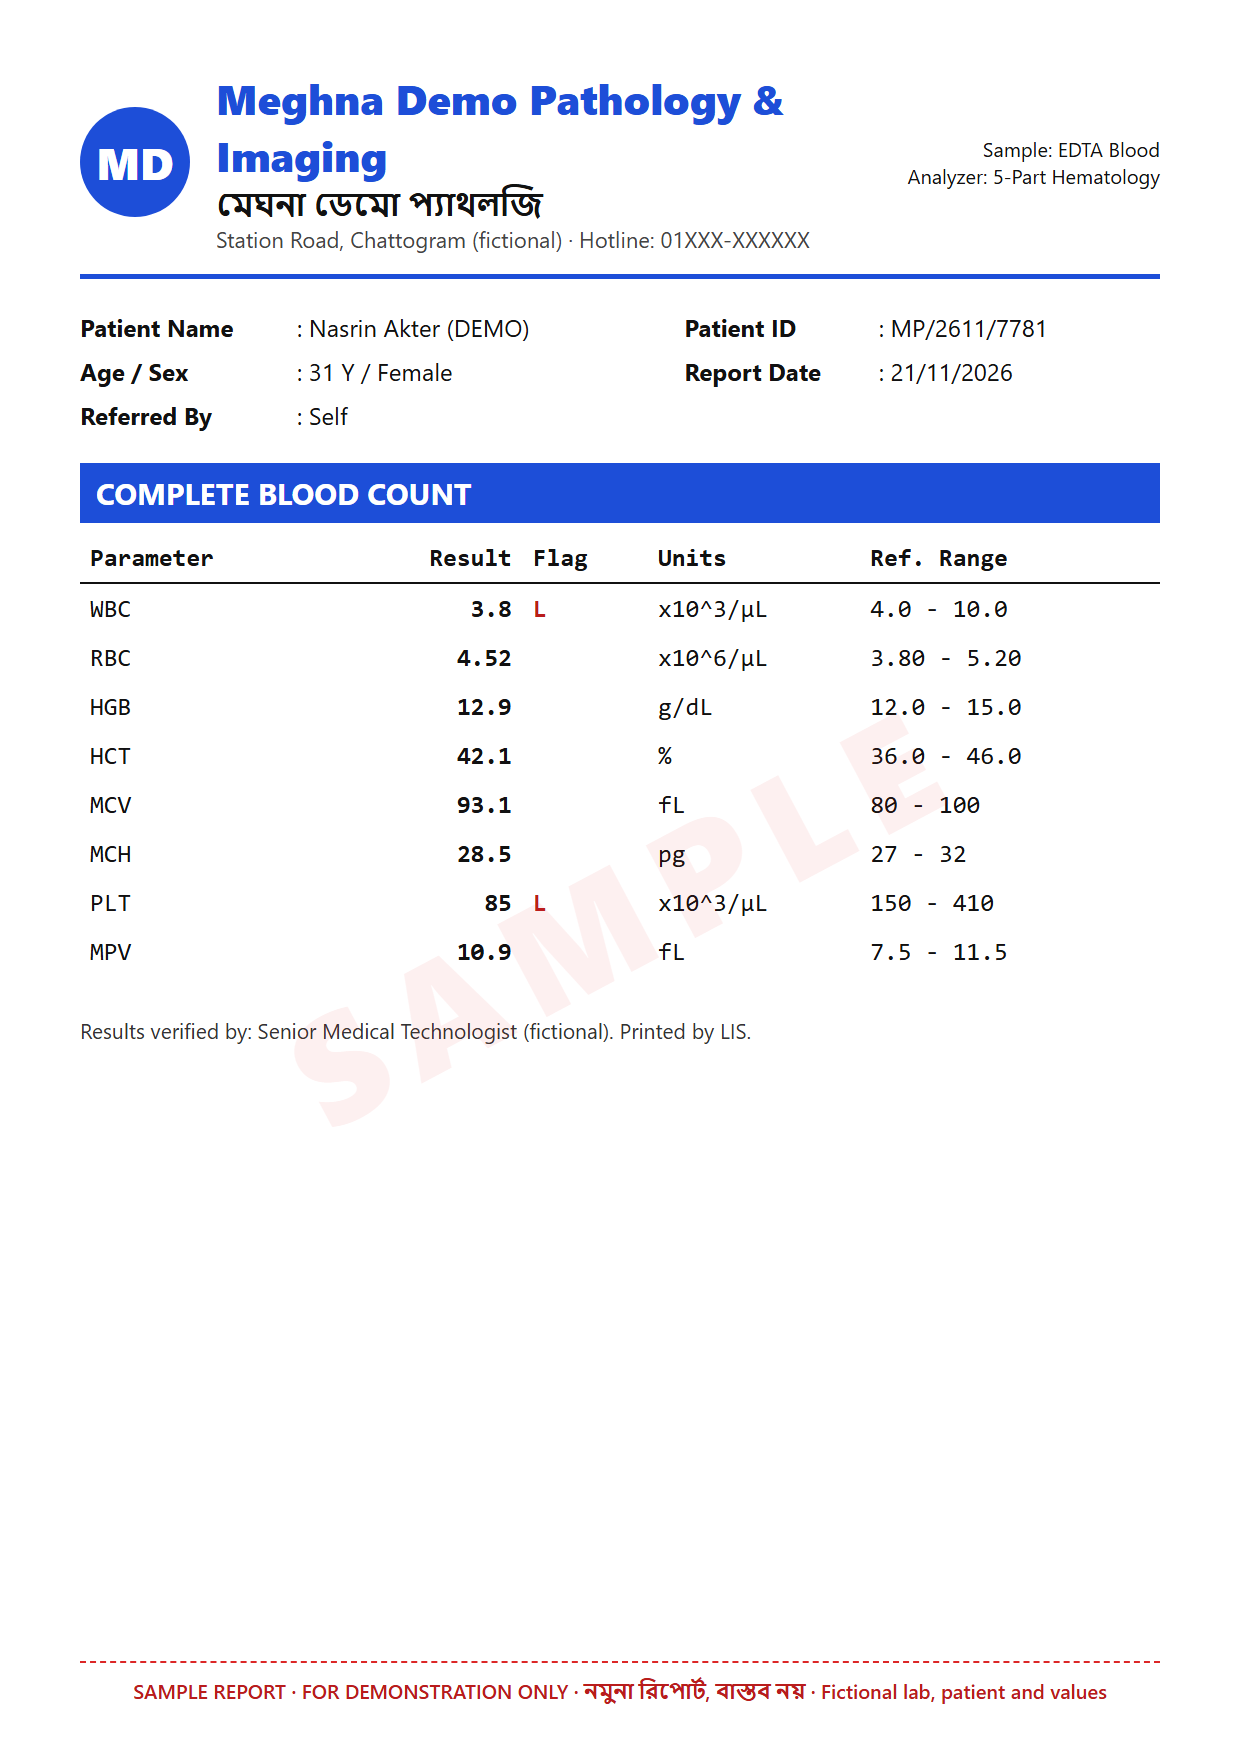 MD
Meghna Demo Pathology &
Imaging
মেঘনা ডেমো প্যাথলজি
Station Road, Chattogram (fictional) · Hotline: 01XXX-XXXXXX
Sample: EDTA Blood
Analyzer: 5-Part Hematology
Patient Name : Nasrin Akter (DEMO) Patient ID : MP/2611/7781
Age / Sex : 31 Y / Female Report Date : 21/11/2026
Referred By : Self
COMPLETE BLOOD COUNT
Parameter Result Flag Units Ref. Range
WBC 3.8 L x10^3/µL 4.0 - 10.0
RBC 4.52 x10^6/µL 3.80 - 5.20
HGB 12.9 g/dL 12.0 - 15.0
HCT 42.1 % 36.0 - 46.0
MCV 93.1 fL 80 - 100
MCH 28.5 pg 27 - 32
PLT 85 L x10^3/µL 150 - 410
MPV 10.9 fL 7.5 - 11.5
Results verified by: Senior Medical Technologist (fictional). Printed by LIS.
SAMPLE
SAMPLE REPORT · FOR DEMONSTRATION ONLY · নমুনা রিপোর্ট, বাস্তব নয় · Fictional lab, patient and values